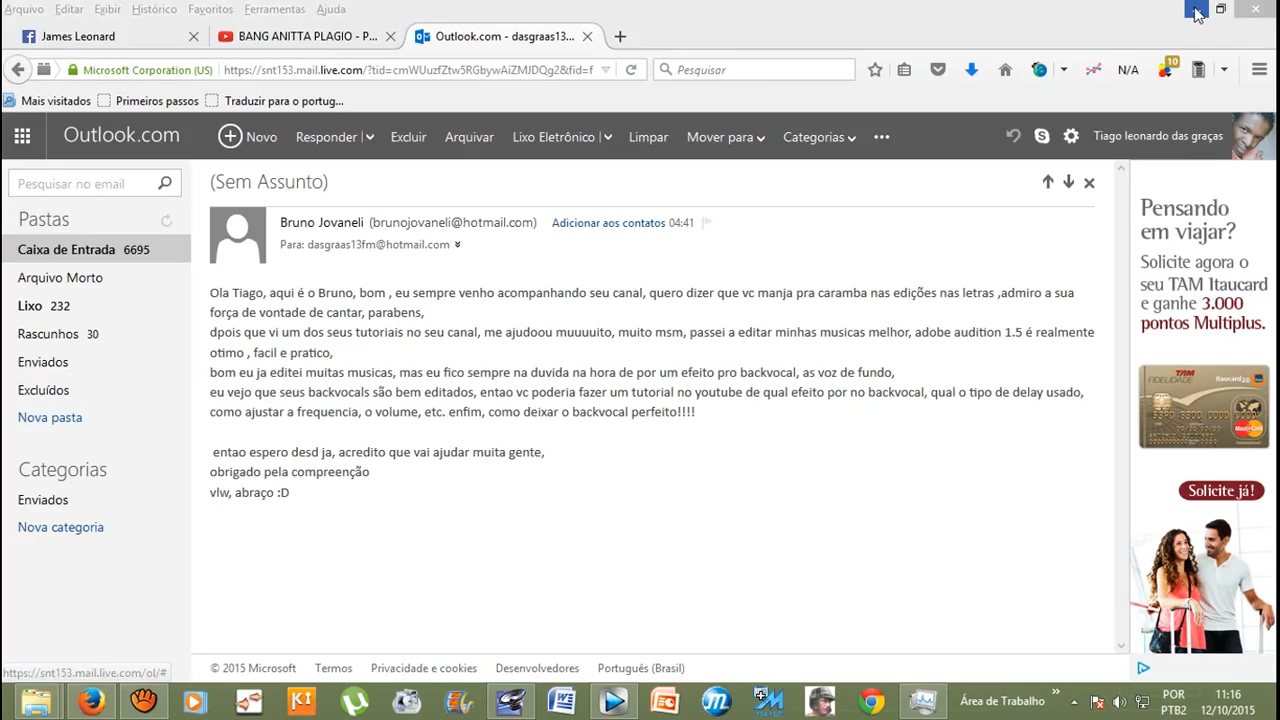 Arquivo Editar Exibir Histórico Favoritos Ferramentas Ajuda
James Leonard
BANG ANITTA PLAGIO - P...
Outlook.com - dasgraas13...
Microsoft Corporation (US)
https://snt153.mail.live.com/?tid=cmWUuzfZtw5RGbywAiZMJDQg2&fid=f
Pesquisar
N/A
10
Mais visitados Primeiros passos Traduzir para o portug...
Outlook.com
Novo Responder Excluir Arquivar Lixo Eletrônico Limpar Mover para Categorias
Tiago leonardo das graças
Pesquisar no email
Pastas
Caixa de Entrada 6695
Arquivo Morto
Lixo 232
Rascunhos 30
Enviados
Excluídos
Nova pasta
Categorias
Enviados
Nova categoria
(Sem Assunto)
Bruno Jovaneli (brunojovaneli@hotmail.com) Adicionar aos contatos 04:41
Para: dasgraas13fm@hotmail.com
Ola Tiago, aqui é o Bruno, bom , eu sempre venho acompanhando seu canal, quero dizer que vc manja pra caramba nas edições nas letras ,admiro a sua
força de vontade de cantar, parabens,
dpois que vi um dos seus tutoriais no seu canal, me ajudoou muuuuito, muito msm, passei a editar minhas musicas melhor, adobe audition 1.5 é realmente
otimo , facil e pratico,
bom eu ja editei muitas musicas, mas eu fico sempre na duvida na hora de por um efeito pro backvocal, as voz de fundo,
eu vejo que seus backvocals são bem editados, entao vc poderia fazer um tutorial no youtube de qual efeito por no backvocal, qual o tipo de delay usado,
como ajustar a frequencia, o volume, etc. enfim, como deixar o backvocal perfeito!!!!
entao espero desd ja, acredito que vai ajudar muita gente,
obrigado pela compreenção
vlw, abraço :D
Pensando
em viajar?
Solicite agora o
seu TAM Itaucard
e ganhe 3.000
pontos Multiplus.
TAM
FIDELIDADE
Itaucard
MasterCard
Solicite já!
https://snt153.mail.live.com/ol/#
© 2015 Microsoft Termos Privacidade e cookies Desenvolvedores Português (Brasil)
K1
Área de Trabalho
POR
PTB2
11:16
12/10/2015